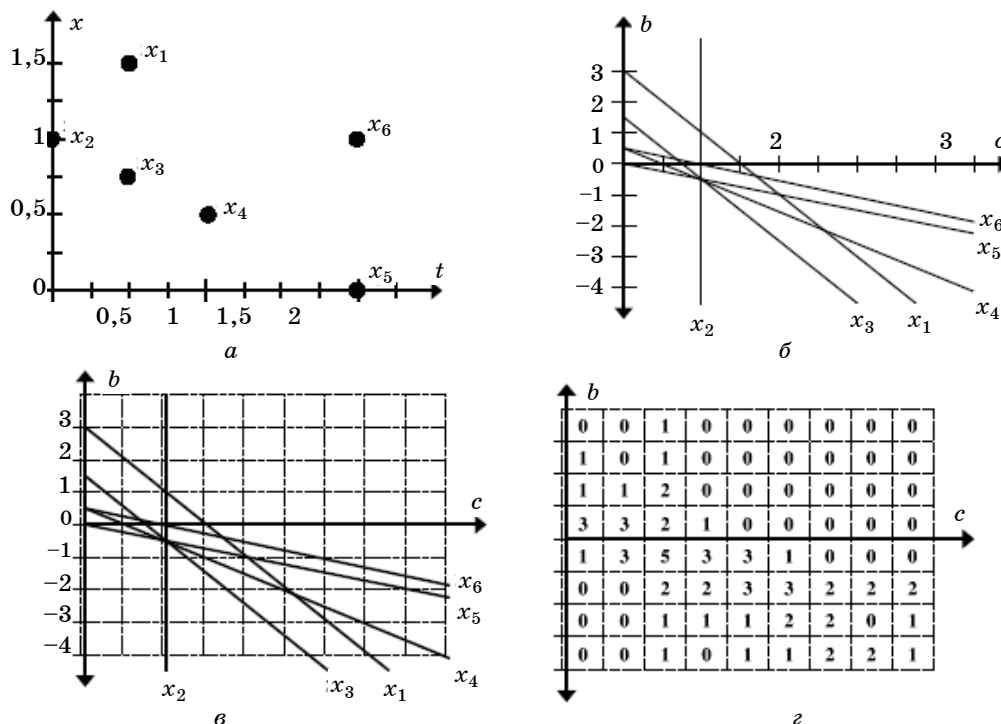 x
1,5
x₁
1
x₂
x₆
x₃
0,5
x₄
0
x₅
t
0,5 1 1,5 2
а
b
3
2
1
0
−1
−2
−3
−4
2 3
c
x₆
x₅
x₄
x₂ x₃ x₁
б
b
3
2
1
0
−1
−2
−3
−4
c
x₆
x₅
x₄
x₂ x₃ x₁
в
b
c
0 0 1 0 0 0 0 0 0
1 0 1 0 0 0 0 0 0
1 1 2 0 0 0 0 0 0
3 3 2 1 0 0 0 0 0
1 3 5 3 3 1 0 0 0
0 0 2 2 3 3 2 2 2
0 0 1 1 1 2 2 0 1
0 0 1 0 1 1 2 2 1
г